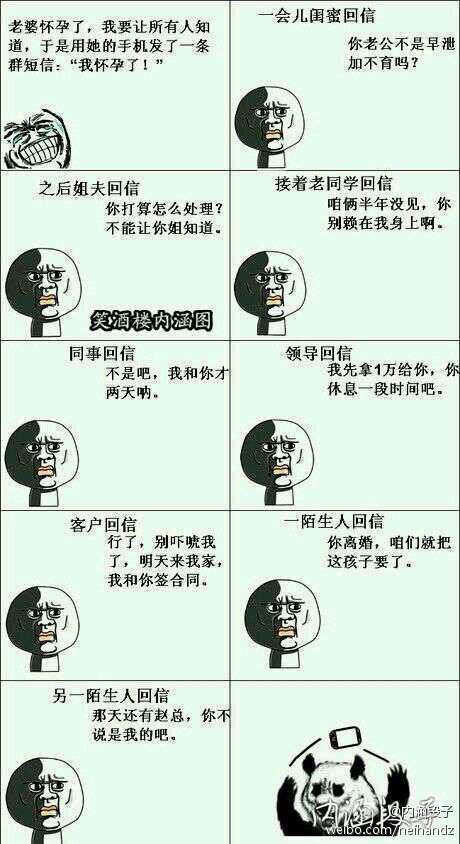 老婆怀孕了，我要让所有人知
道，于是用她的手机发了一条
群短信：“我怀孕了！”
一会儿闺蜜回信
你老公不是早泄
加不育吗？
之后姐夫回信
你打算怎么处理？
不能让你姐知道。
笑酒楼内涵图
接着老同学回信
咱俩半年没见，你
别赖在我身上啊。
同事回信
不是吧，我和你才
两天呐。
领导回信
我先拿1万给你，你
休息一段时间吧。
客户回信
行了，别吓唬我
了，明天来我家，
我和你签合同。
一陌生人回信
你离婚，咱们就把
这孩子要了。
另一陌生人回信
那天还有赵总，你不
说是我的吧。
内涵段子
@内涵段子
weibo.com/neihandz